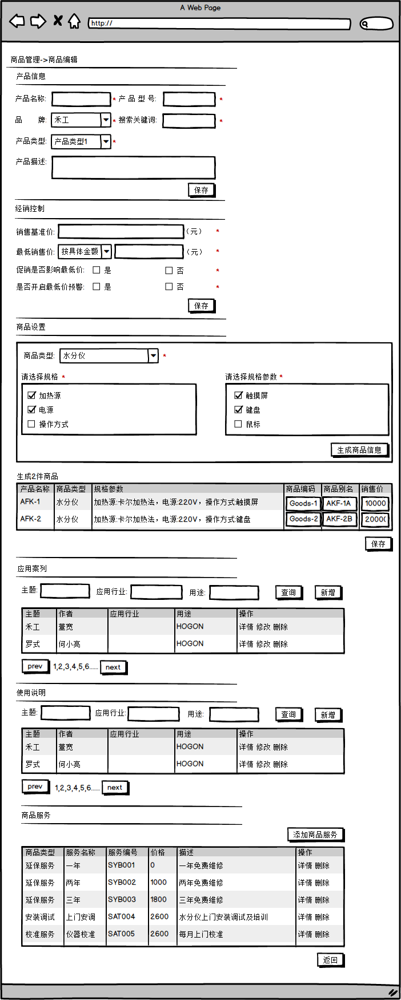 A Web Page
http://
商品管理->商品编辑
产品信息
产品名称: * 产 品 型 号: *
品 牌: 禾工 * 搜索关键词: *
产品类型: 产品类型1 *
产品描述:
保存
经销控制
销售基准价: (元) *
最低销售价: 按具体金额 (元) *
促销是否影响最低价: 是 否 *
是否开启最低价预警: 是 否 *
保存
商品设置
商品类型: 水分仪 *
请选择规格 * 请选择规格参数 *
加热源 触摸屏
电源 键盘
操作方式 鼠标
生成商品信息
生成2件商品
产品名称 商品类型 规格参数 商品编码 商品别名 销售价
AFK-1 水分仪 加热源:卡尔加热法，电源:220V，操作方式:触摸屏 Goods-1 AKF-1A 10000
AFK-2 水分仪 加热源:卡尔加热法，电源:220V，操作方式:键盘 Goods-2 AKF-2B 20000
保存
应用案列
主题: 应用行业: 用途: 查询 新增
主题 作者 应用行业 用途 操作
禾工 董宽 HOGON 详情 修改 删除
罗式 何小亮 HOGON 详情 修改 删除
prev 1,2,3,4,5,6...... next
使用说明
主题: 应用行业: 用途: 查询 新增
主题 作者 应用行业 用途 操作
禾工 董宽 HOGON 详情 修改 删除
罗式 何小亮 HOGON 详情 修改 删除
prev 1,2,3,4,5,6...... next
商品服务
添加商品服务
商品类型 服务名称 服务编号 价格 描述 操作
延保服务 一年 SYB001 0 一年免费维修 详情 删除
延保服务 两年 SYB002 1000 两年免费维修 详情 删除
延保服务 三年 SYB003 1800 三年免费维修 详情 删除
安装调试 上门安调 SAT004 2600 水分仪上门安装调试及培训 详情 删除
校准服务 仪器校准 SAT005 2600 每月上门校准 详情 删除
返回